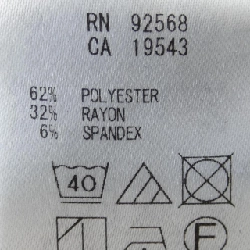 RN 92568
CA 19543
62% POLYESTER
32% RAYON
6% SPANDEX
40
F